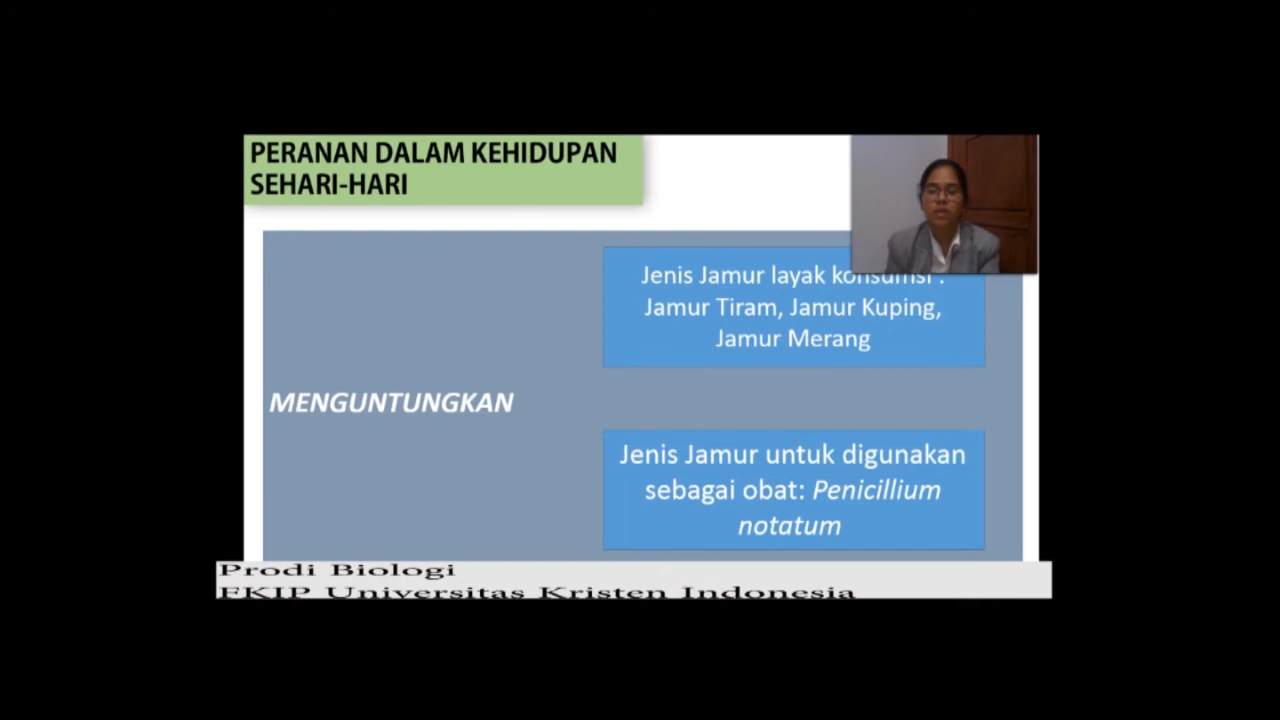 PERANAN DALAM KEHIDUPAN
SEHARI-HARI
Jenis Jamur layak konsumsi :
Jamur Tiram, Jamur Kuping,
Jamur Merang
MENGUNTUNGKAN
Jenis Jamur untuk digunakan
sebagai obat: Penicillium
notatum
Prodi Biologi
FKIP Universitas Kristen Indonesia